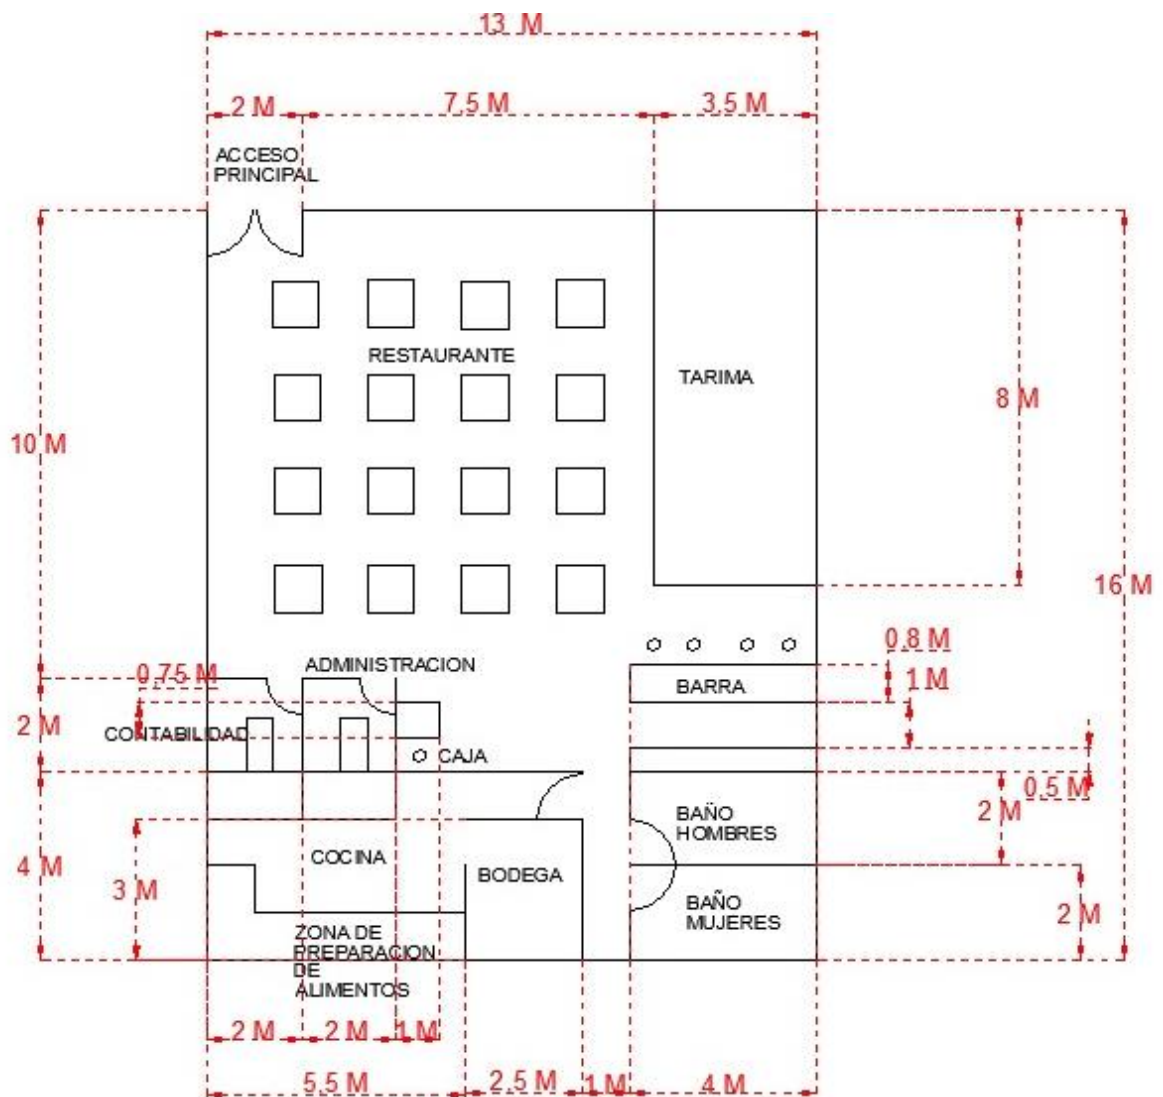 13 M
2 M
7.5 M
3.5 M
ACCESO
PRINCIPAL
RESTAURANTE
TARIMA
8 M
10 M
16 M
0.8 M
ADMINISTRACION
0,75 M
BARRA
1 M
2 M
CONTABILIDAD
CAJA
0.5 M
BAÑO
HOMBRES
2 M
COCINA
4 M
3 M
BODEGA
BAÑO
MUJERES
2 M
ZONA DE
PREPARACION
DE
ALIMENTOS
2 M
2 M
1 M
5.5 M
2.5 M
1 M
4 M